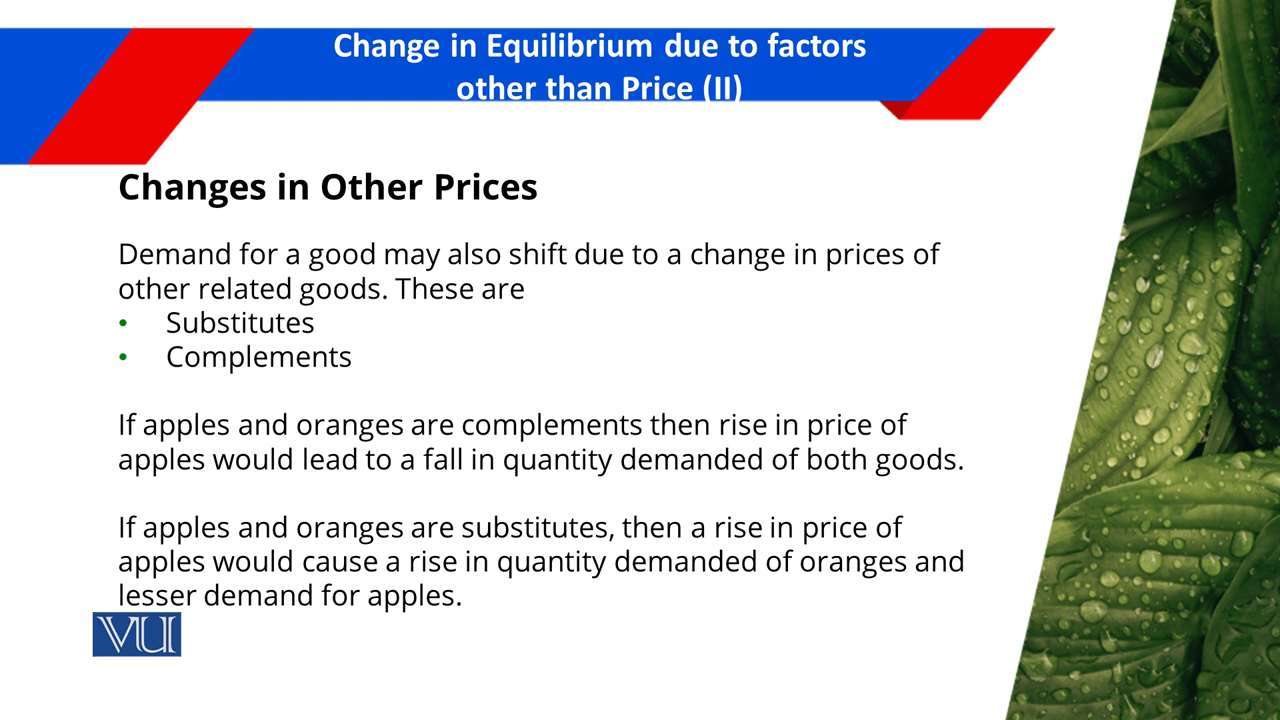 Change in Equilibrium due to factors
other than Price (II)
Changes in Other Prices
Demand for a good may also shift due to a change in prices of
other related goods. These are
• Substitutes
• Complements
If apples and oranges are complements then rise in price of
apples would lead to a fall in quantity demanded of both goods.
If apples and oranges are substitutes, then a rise in price of
apples would cause a rise in quantity demanded of oranges and
lesser demand for apples.
VU